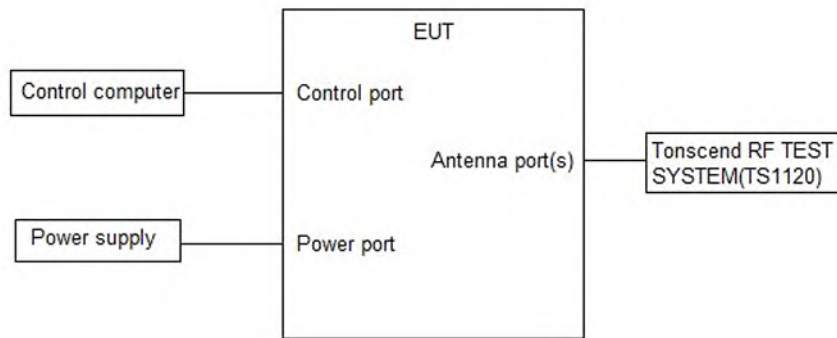 EUT
Control computer
Control port
Antenna port(s)
Tonscend RF TEST
SYSTEM(TS1120)
Power supply
Power port